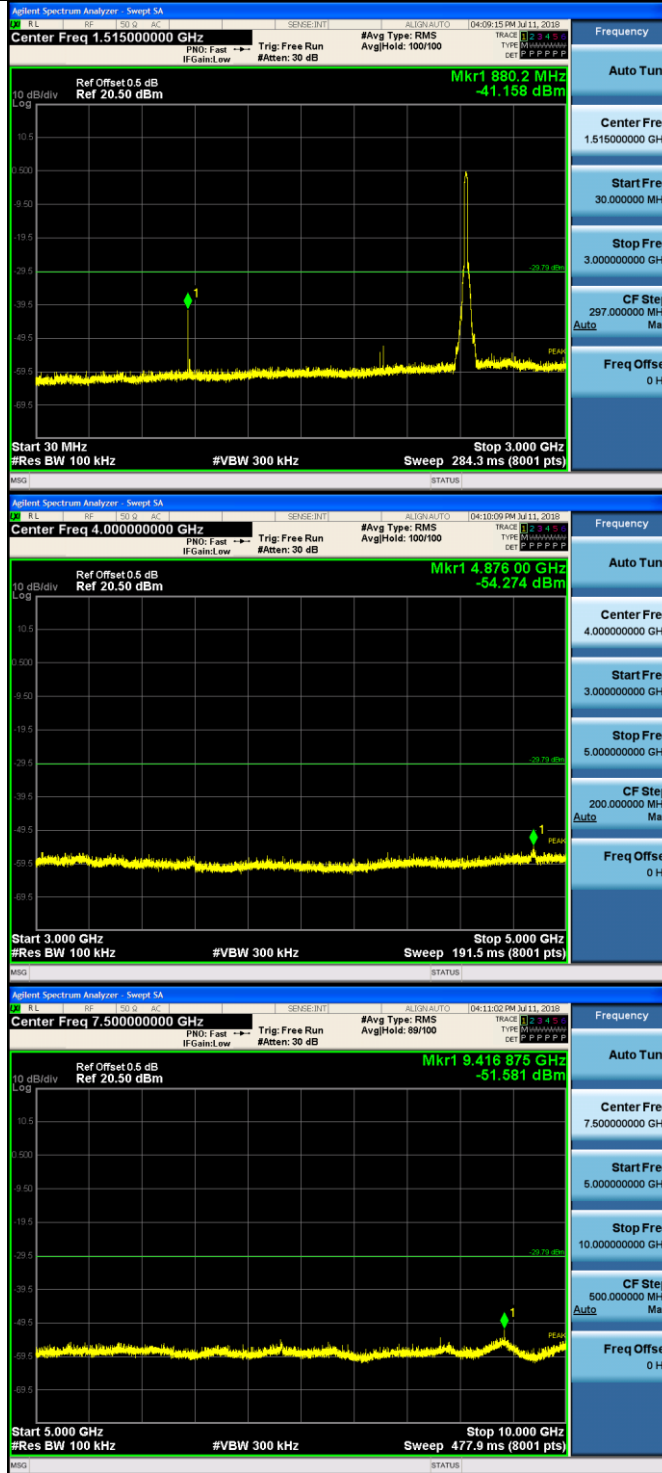 Agilent Spectrum Analyzer - Swept SA
RL RF 50 Ω AC SENSE:INT ALIGNAUTO 04:09:15 PM Jul 11, 2018
Center Freq 1.515000000 GHz
PNO: Fast
IFGain:Low
Trig: Free Run
#Atten: 30 dB
#Avg Type: RMS
Avg|Hold: 100/100
TRACE 1 2 3 4 5 6
TYPE M
DET P P P P P P
Frequency
Ref Offset 0.5 dB
10 dB/div Ref 20.50 dBm
Log
Mkr1 880.2 MHz
-41.158 dBm
Auto Tun
10.5
0.500
-9.50
-19.5
-29.5
-39.5
-49.5
-59.5
-69.5
-29.79 dBm
1
PEAK
Center Fre
1.515000000 GH
Start Fre
30.000000 MH
Stop Fre
3.000000000 GH
CF Ste
297.000000 MH
Auto Ma
Freq Offse
0 H
Start 30 MHz Stop 3.000 GHz
#Res BW 100 kHz #VBW 300 kHz Sweep 284.3 ms (8001 pts)
MSG STATUS
Agilent Spectrum Analyzer - Swept SA
RL RF 50 Ω AC SENSE:INT ALIGNAUTO 04:10:09 PM Jul 11, 2018
Center Freq 4.000000000 GHz
PNO: Fast
IFGain:Low
Trig: Free Run
#Atten: 30 dB
#Avg Type: RMS
Avg|Hold: 100/100
TRACE 1 2 3 4 5 6
TYPE M
DET P P P P P P
Frequency
Ref Offset 0.5 dB
10 dB/div Ref 20.50 dBm
Log
Mkr1 4.876 00 GHz
-54.274 dBm
Auto Tun
10.5
0.500
-9.50
-19.5
-29.5
-39.5
-49.5
-59.5
-69.5
-29.79 dBm
1
PEAK
Center Fre
4.000000000 GH
Start Fre
3.000000000 GH
Stop Fre
5.000000000 GH
CF Ste
200.000000 MH
Auto Ma
Freq Offse
0 H
Start 3.000 GHz Stop 5.000 GHz
#Res BW 100 kHz #VBW 300 kHz Sweep 191.5 ms (8001 pts)
MSG STATUS
Agilent Spectrum Analyzer - Swept SA
RL RF 50 Ω AC SENSE:INT ALIGNAUTO 04:11:02 PM Jul 11, 2018
Center Freq 7.500000000 GHz
PNO: Fast
IFGain:Low
Trig: Free Run
#Atten: 30 dB
#Avg Type: RMS
Avg|Hold: 89/100
TRACE 1 2 3 4 5 6
TYPE M
DET P P P P P P
Frequency
Ref Offset 0.5 dB
10 dB/div Ref 20.50 dBm
Log
Mkr1 9.416 875 GHz
-51.581 dBm
Auto Tun
10.5
0.500
-9.50
-19.5
-29.5
-39.5
-49.5
-59.5
-69.5
-29.79 dBm
1
PEAK
Center Fre
7.500000000 GH
Start Fre
5.000000000 GH
Stop Fre
10.000000000 GH
CF Ste
500.000000 MH
Auto Ma
Freq Offse
0 H
Start 5.000 GHz Stop 10.000 GHz
#Res BW 100 kHz #VBW 300 kHz Sweep 477.9 ms (8001 pts)
MSG STATUS